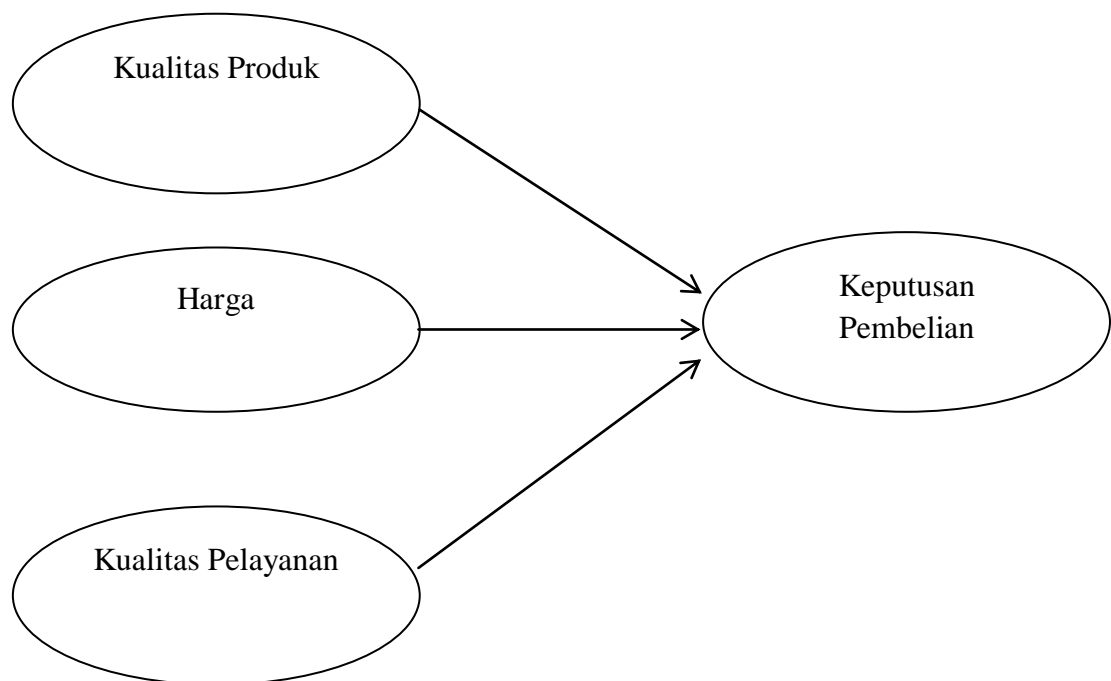 Kualitas Produk
Harga
Kualitas Pelayanan
Keputusan
Pembelian